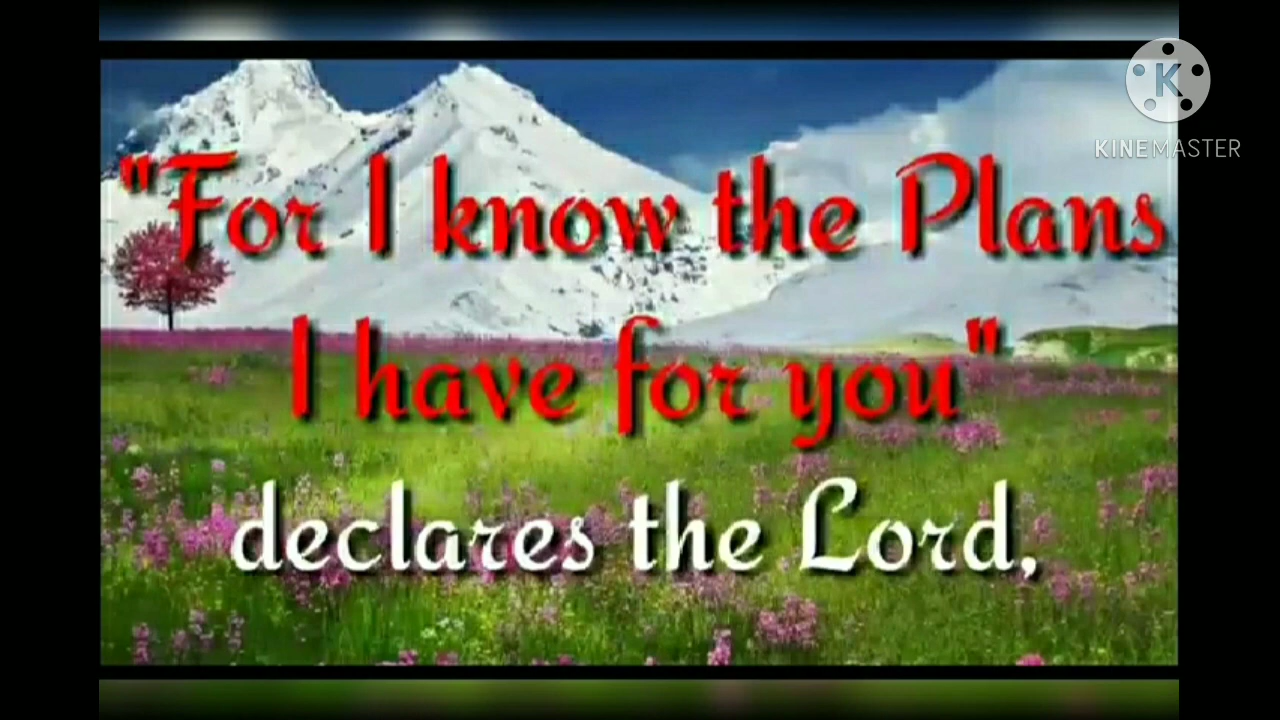 KINEMASTER
"For I know the Plans
I have for you"
declares the Lord,